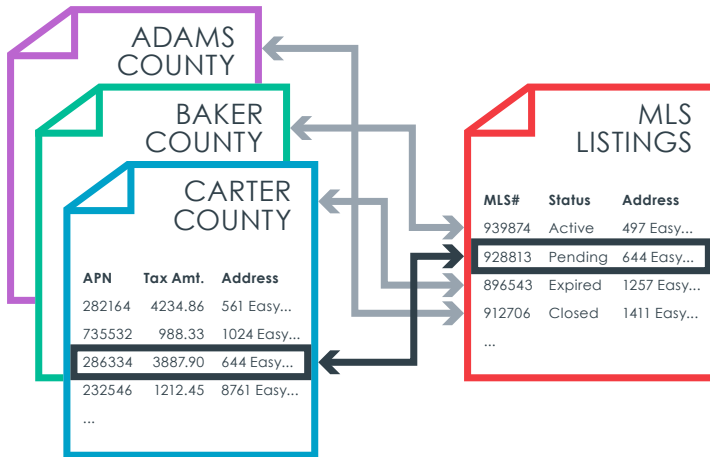 ADAMS
COUNTY
BAKER
COUNTY
CARTER
COUNTY
APN Tax Amt. Address
282164 4234.86 561 Easy...
735532 988.33 1024 Easy...
286334 3887.90 644 Easy...
232546 1212.45 8761 Easy...
...
MLS
LISTINGS
MLS# Status Address
939874 Active 497 Easy...
928813 Pending 644 Easy...
896543 Expired 1257 Easy...
912706 Closed 1411 Easy...
...